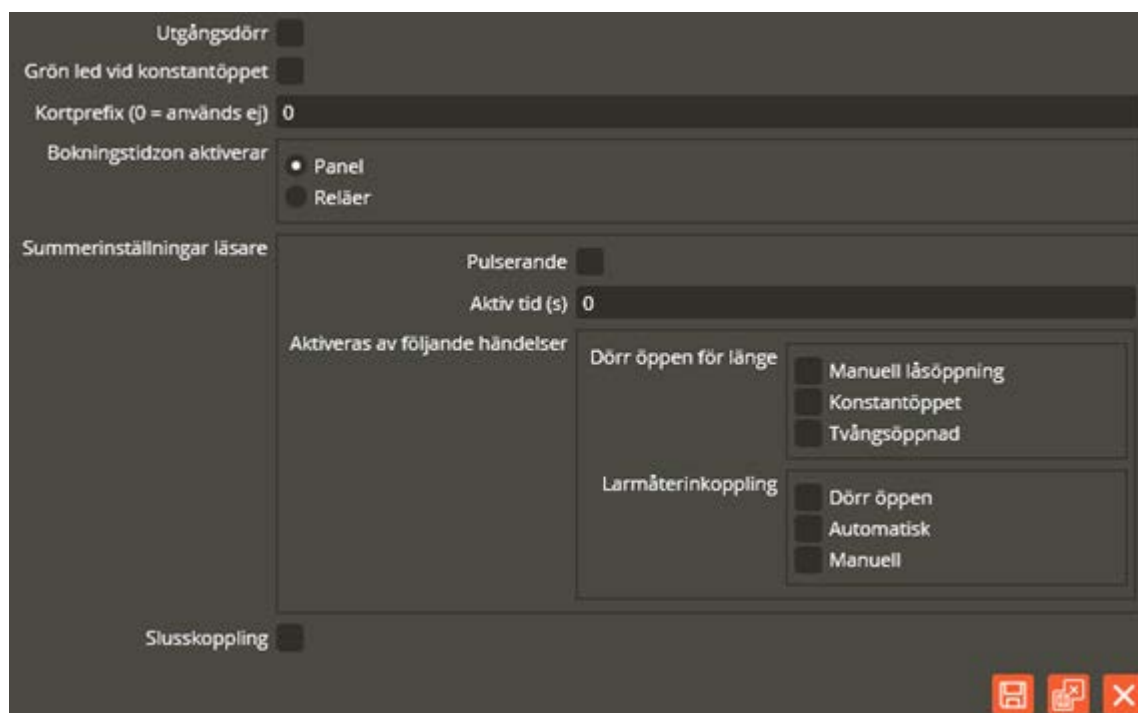 Utgångsdörr
Grön led vid konstantöppet
Kortprefix (0 = används ej) 0
Bokningstidzon aktiverar
Panel
Reläer
Summerinställningar läsare
Pulserande
Aktiv tid (s) 0
Aktiveras av följande händelser
Dörr öppen för länge
Manuell låsöppning
Konstantöppet
Tvångsöppnad
Larmåterinkoppling
Dörr öppen
Automatisk
Manuell
Slusskoppling